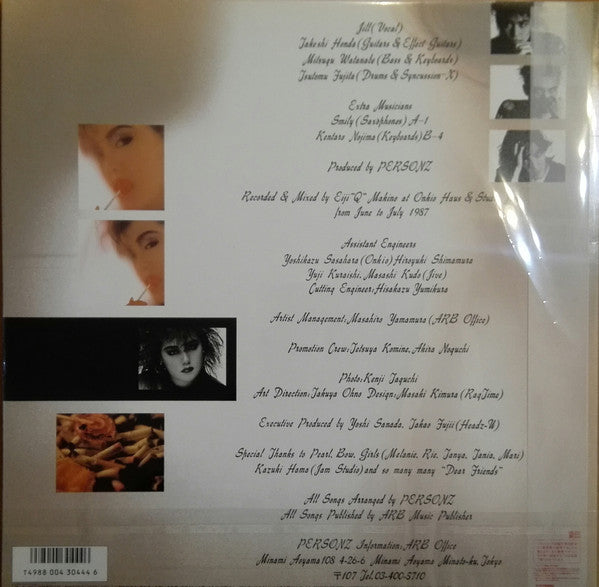 Jill (Vocal)
Takeshi Honda (Guitars & Effect Guitars)
Mitsugu Watanabe (Bass & Keyboards)
Tsutomu Fujita (Drums & Syncussion-X)
Extra Musicians
Smily (Saxophones) A-1
Kentaro Nojima (Keyboards) B-4
Produced by PERSONZ
Recorded & Mixed by Eiji "Q" Makino at Onkio Haus &
from June to July 1987
Assistant Engineers
Yoshikazu Sasahara (Onkio) Hiroyuki Shimamura
Yuji Kuraishi, Masashi Kudo (Jive)
Cutting Engineer: Hisakazu Yumikura
Artist Management: Masahiro Yamamura (ARB Office)
Promotion Crew: Tetsuya Komine, Akira Noguchi
Photo: Kenji Taguchi
Art Direction: Takuya Ohno Design: Masaki Kimura (RagTime)
Executive Produced by Yoshi Sanada, Takao Fujii (Headz-W)
Special Thanks to Pearl, Bow, Girls (Melanie, Rie, Tanya, Tania, Mari)
Kazuki Hama (Jam Studio) and so many many "Dear Friends"
All Songs Arranged by PERSONZ
All Songs Published by ARB Music Publisher
PERSONZ Information: ARB Office
Minami Aoyama 108 4-26-6 Minami Aoyama Minato-ku, Tokyo
〒107 Tel. 03-400-5710
T4988 004 30444 6